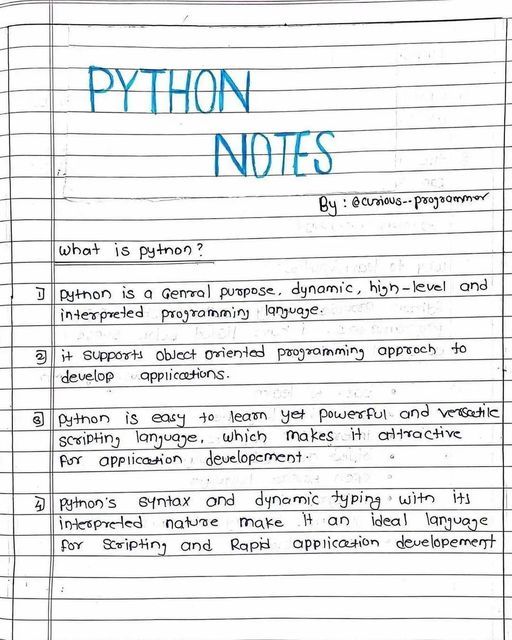 PYTHON
NOTES
By : @curious--programmer
What is python?
1) python is a Genral purpose, dynamic, high-level and
interpreted programming language.
2) it supports object oriented programming approch to
develop applications.
3) Python is easy to learn yet powerful and versatile
scripting language, which makes it attractive
for application developement.
4) Python's syntax and dynamic typing with its
interpreted nature make it an ideal language
for scripting and Rapid application developement